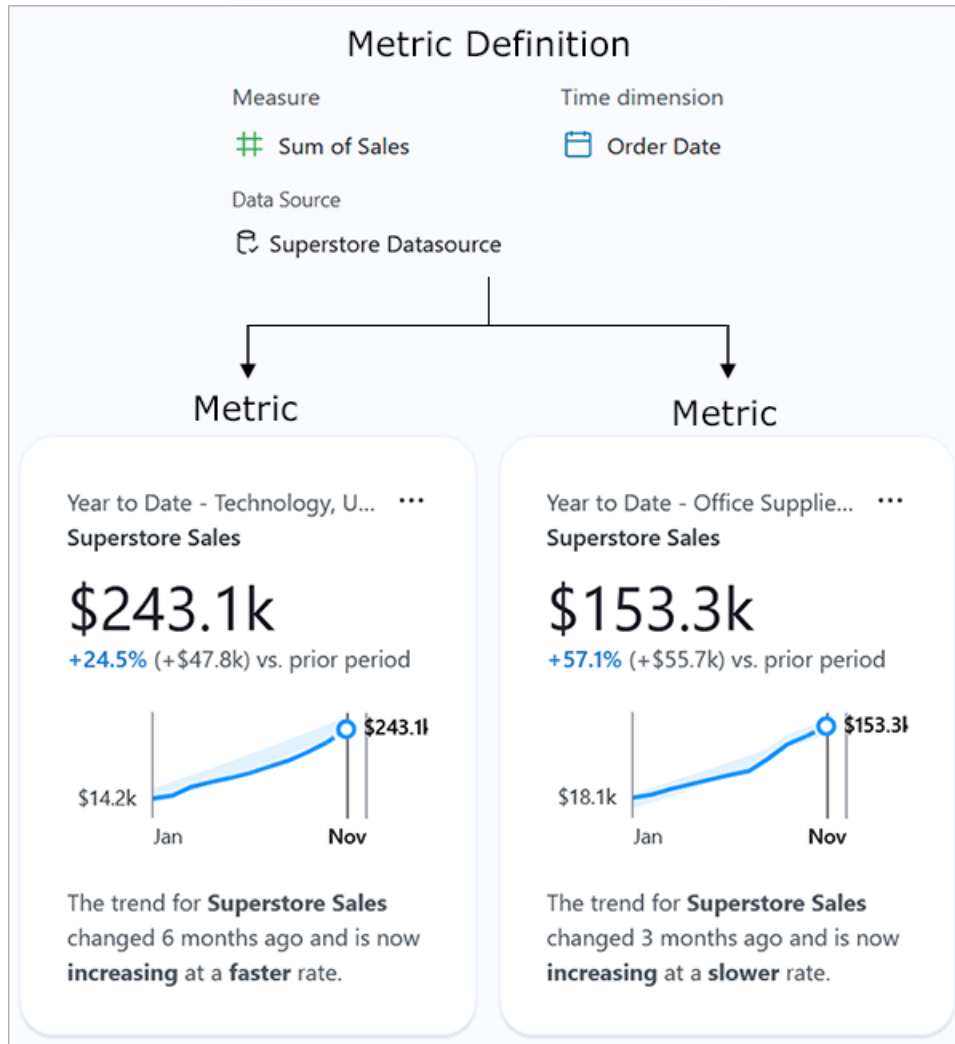 Metric Definition
Measure
Time dimension
Sum of Sales
Order Date
Data Source
Superstore Datasource
Metric
Year to Date - Technology, U...
Superstore Sales
$243.1k
+24.5% (+$47.8k) vs. prior period
$243.1k
$14.2k
Jan
Nov
The trend for Superstore Sales
changed 6 months ago and is now
increasing at a faster rate.
Metric
Year to Date - Office Supplie...
Superstore Sales
$153.3k
+57.1% (+$55.7k) vs. prior period
$153.3k
$18.1k
Jan
Nov
The trend for Superstore Sales
changed 3 months ago and is now
increasing at a slower rate.